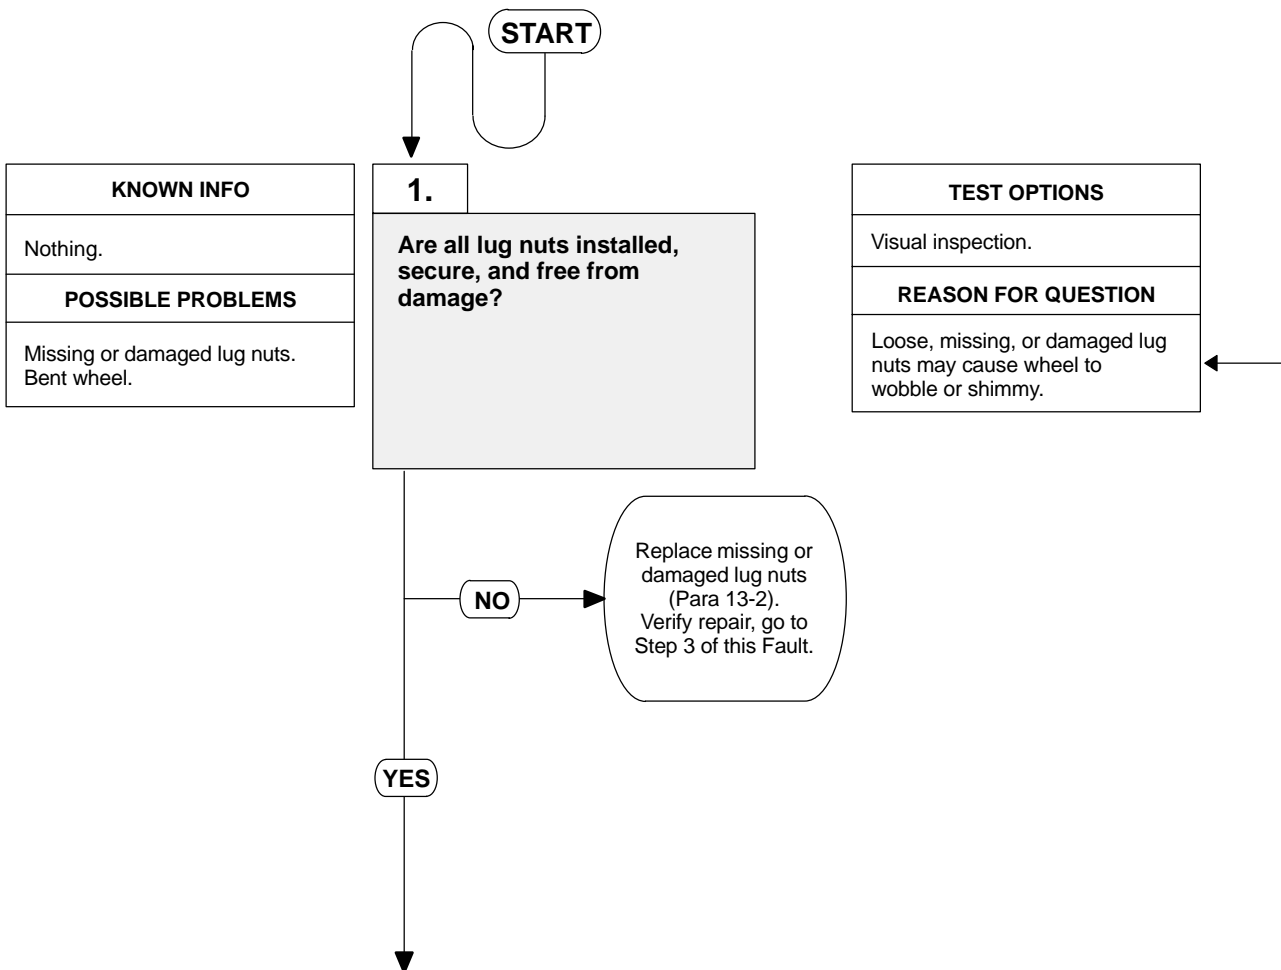 START
KNOWN INFO
Nothing.
POSSIBLE PROBLEMS
Missing or damaged lug nuts.
Bent wheel.
1.
Are all lug nuts installed,
secure, and free from
damage?
TEST OPTIONS
Visual inspection.
REASON FOR QUESTION
Loose, missing, or damaged lug
nuts may cause wheel to
wobble or shimmy.
NO
Replace missing or
damaged lug nuts
(Para 13-2).
Verify repair, go to
Step 3 of this Fault.
YES